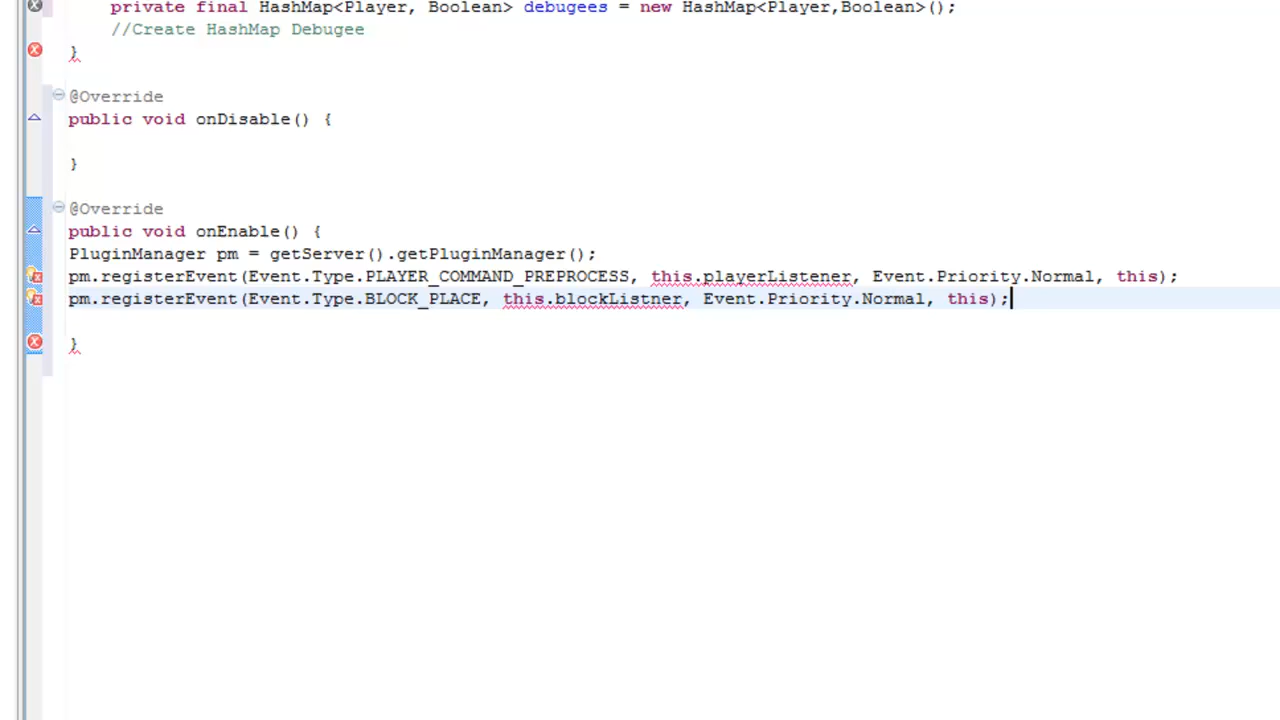 private final HashMap<Player, Boolean> debugees = new HashMap<Player,Boolean>();
//Create HashMap Debugee
}
@Override
public void onDisable() {
}
@Override
public void onEnable() {
PluginManager pm = getServer().getPluginManager();
pm.registerEvent(Event.Type.PLAYER_COMMAND_PREPROCESS, this.playerListener, Event.Priority.Normal, this);
pm.registerEvent(Event.Type.BLOCK_PLACE, this.blockListner, Event.Priority.Normal, this);
}